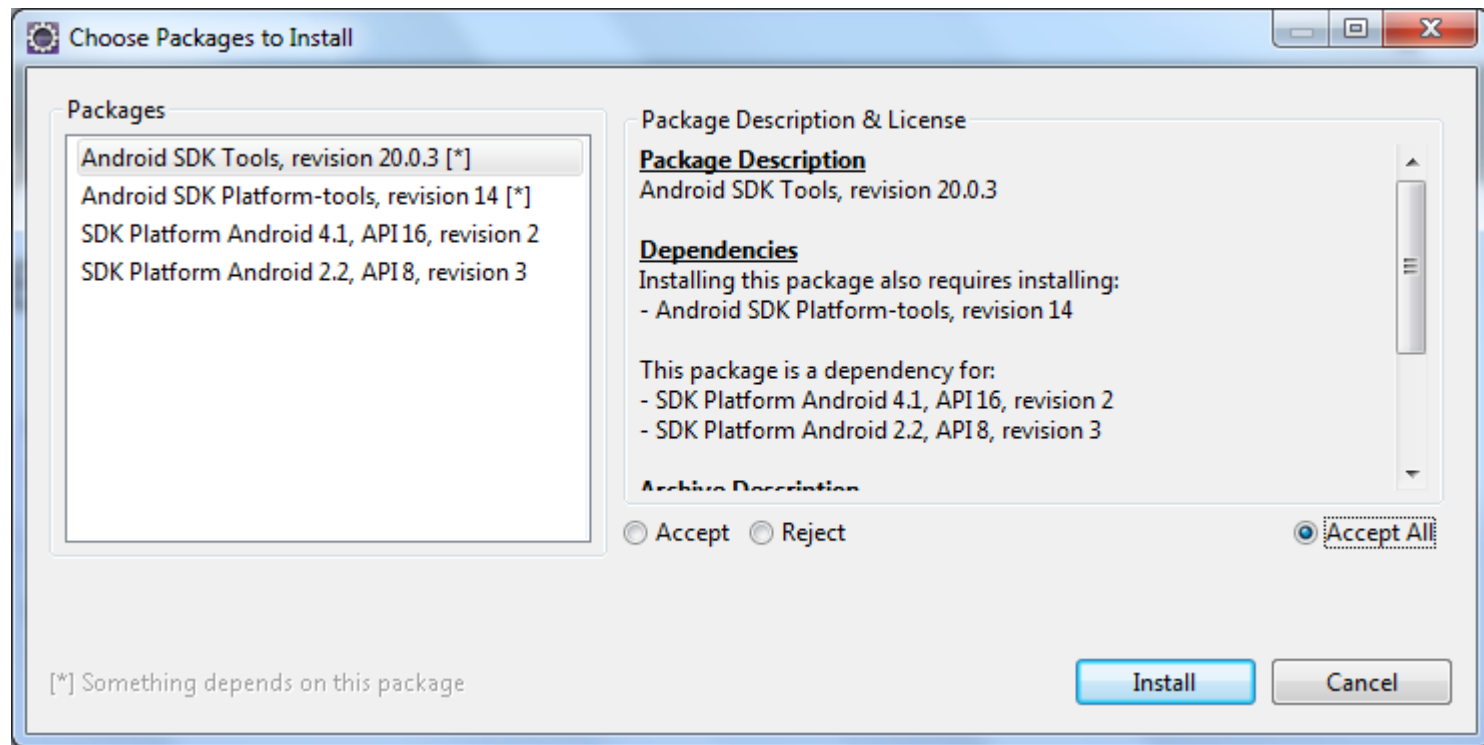 Choose Packages to Install
Packages
Android SDK Tools, revision 20.0.3 [*]
Android SDK Platform-tools, revision 14 [*]
SDK Platform Android 4.1, API 16, revision 2
SDK Platform Android 2.2, API 8, revision 3
Package Description & License
Package Description
Android SDK Tools, revision 20.0.3
Dependencies
Installing this package also requires installing:
- Android SDK Platform-tools, revision 14
This package is a dependency for:
- SDK Platform Android 4.1, API 16, revision 2
- SDK Platform Android 2.2, API 8, revision 3
Archive Description
Accept Reject Accept All
[*] Something depends on this package
Install Cancel